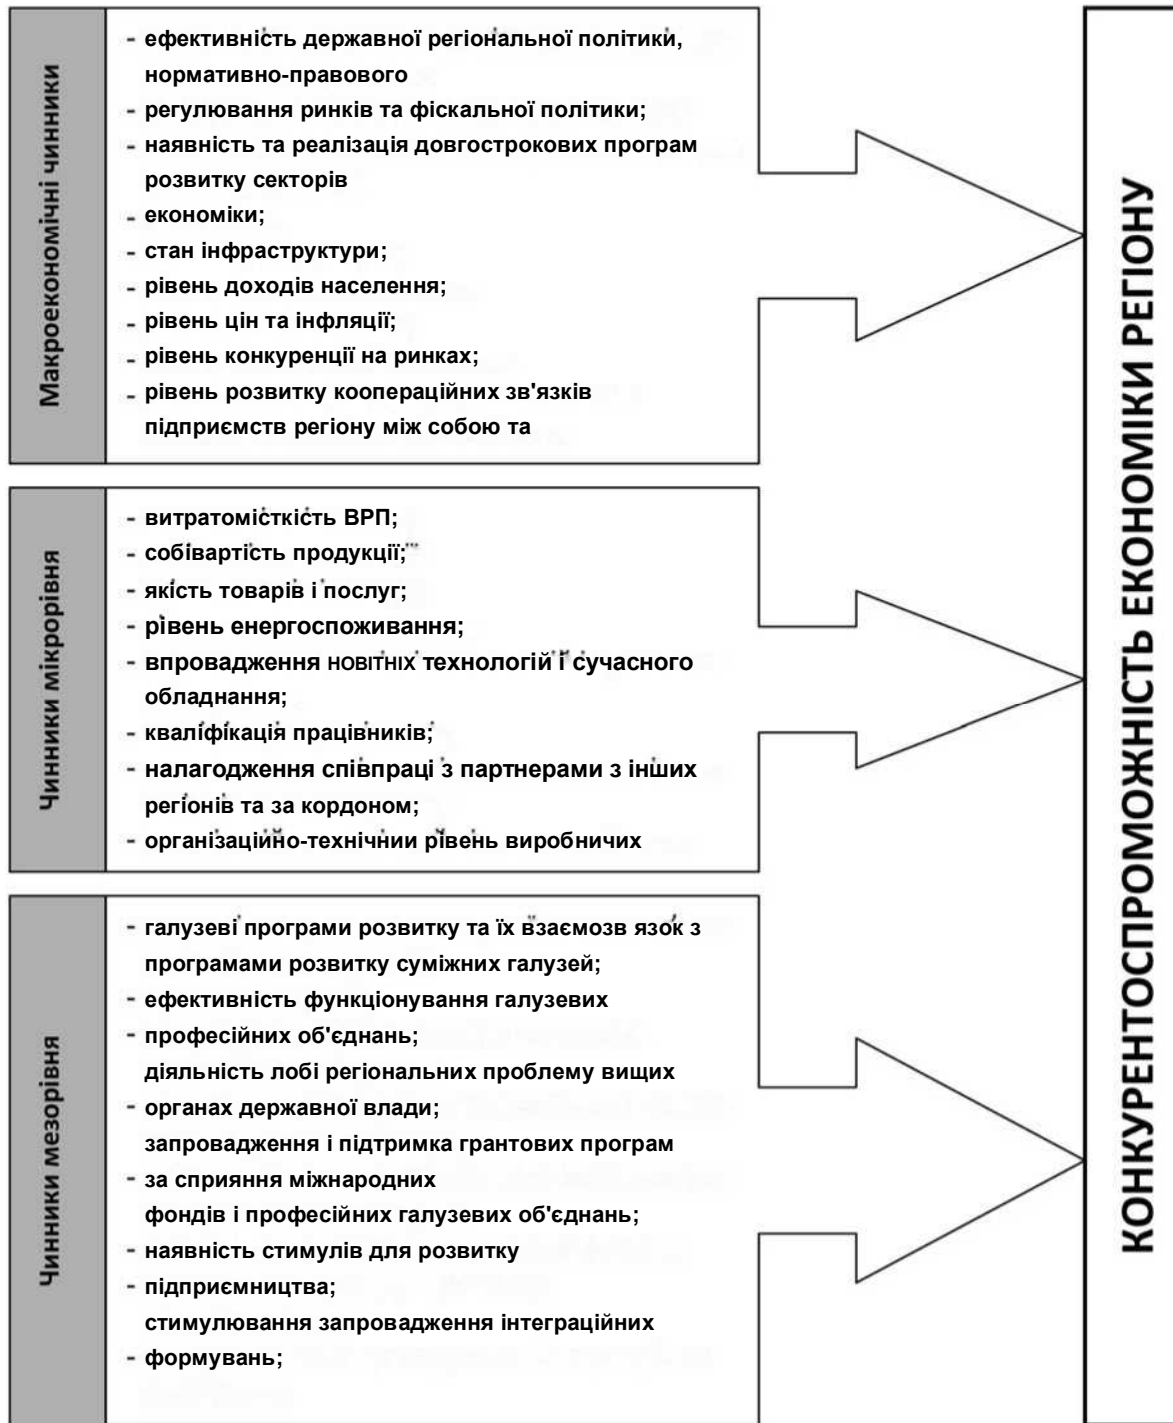 Макроекономічні чинники
- ефективність державної регіональної політики,
нормативно-правового
- регулювання ринків та фіскальної політики;
- наявність та реалізація довгострокових програм
розвитку секторів
- економіки;
- стан інфраструктури;
- рівень доходів населення;
- рівень цін та інфляції;
- рівень конкуренції на ринках;
- рівень розвитку коопераційних зв'язків
підприємств регіону між собою та
Чинники мікрорівня
- витратомісткість ВРП;
- собівартість продукції;
- якість товарів і послуг;
- рівень енергоспоживання;
- впровадження новітніх технологій і сучасного
обладнання;
- кваліфікація працівників;
- налагодження співпраці з партнерами з інших
регіонів та за кордоном;
- організаційно-технічнии рівень виробничих
Чинники мезорівня
- галузеві програми розвитку та їх взаємозв язок з
програмами розвитку суміжних галузей;
- ефективність функціонування галузевих
- професійних об'єднань;
діяльність лобі регіональних проблему вищих
- органах державної влади;
запровадження і підтримка грантових програм
- за сприяння міжнародних
фондів і професійних галузевих об'єднань;
- наявність стимулів для розвитку
- підприємництва;
стимулювання запровадження інтеграційних
- формувань;
КОНКУРЕНТОСПРОМОЖНІСТЬ ЕКОНОМІКИ РЕГІОНУ